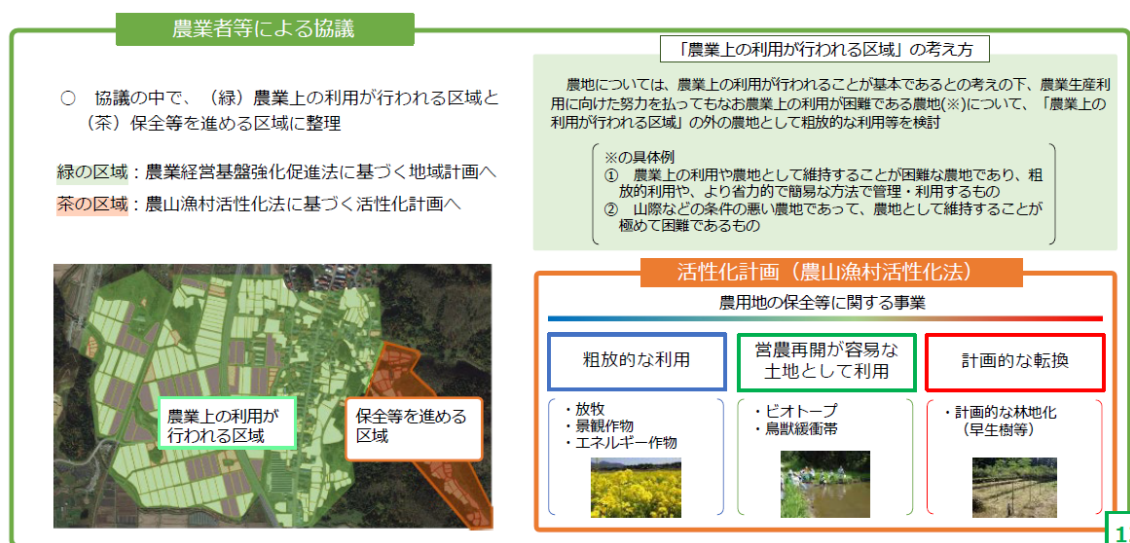 農業者等による協議
○　協議の中で、（緑）農業上の利用が行われる区域と
（茶）保全等を進める区域に整理
緑の区域：農業経営基盤強化促進法に基づく地域計画へ
茶の区域：農山漁村活性化法に基づく活性化計画へ
農業上の利用が
行われる区域
保全等を進める
区域
「農業上の利用が行われる区域」の考え方
農地については、農業上の利用が行われることが基本であるとの考えの下、農業生産利
用に向けた努力を払ってもなお農業上の利用が困難である農地(※)について、「農業上の
利用が行われる区域」の外の農地として粗放的な利用等を検討
※の具体例
①　農業上の利用や農地として維持することが困難な農地であり、粗
放的利用や、より省力的で簡易な方法で管理・利用するもの
②　山際などの条件の悪い農地であって、農地として維持することが
極めて困難であるもの
活性化計画（農山漁村活性化法）
農用地の保全等に関する事業
粗放的な利用
・放牧
・景観作物
・エネルギー作物
営農再開が容易な
土地として利用
・ビオトープ
・鳥獣緩衝帯
計画的な転換
・計画的な林地化
（早生樹等）